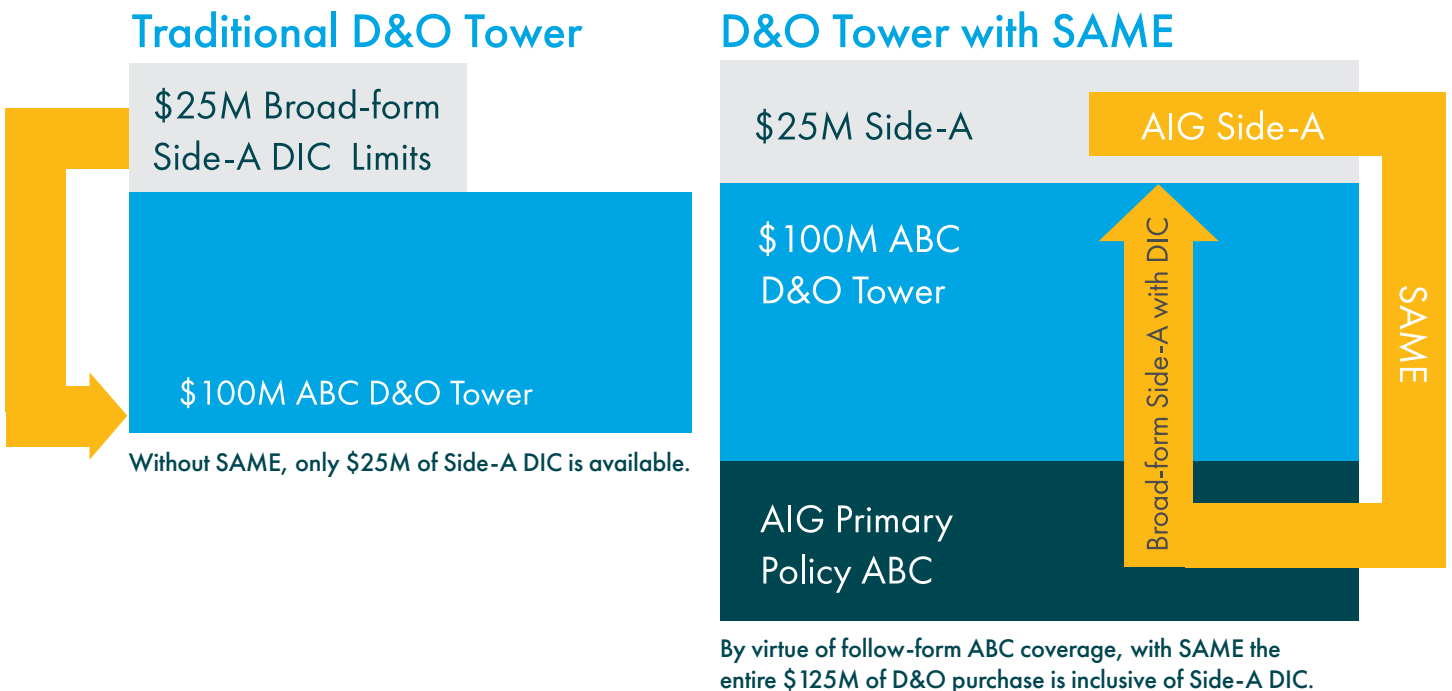 Traditional D&O Tower
$25M Broad-form
Side-A DIC Limits
$100M ABC D&O Tower
Without SAME, only $25M of Side-A DIC is available.
D&O Tower with SAME
$25M Side-A
AIG Side-A
$100M ABC
D&O Tower
Broad-form Side-A with DIC
SAME
AIG Primary
Policy ABC
By virtue of follow-form ABC coverage, with SAME the
entire $125M of D&O purchase is inclusive of Side-A DIC.